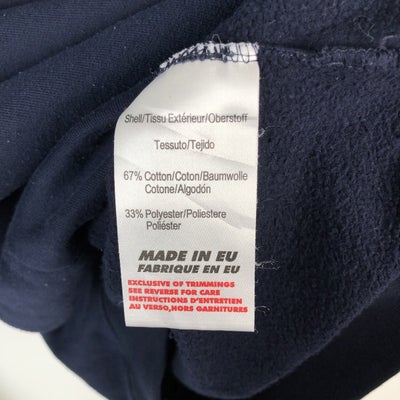 Shell/Tissu Extérieur/Oberstoff
Tessuto/Tejido
67% Cotton/Coton/Baumwolle
Cotone/Algodón
33% Polyester/Poliestere
Poliéster
MADE IN EU
FABRIQUE EN EU
EXCLUSIVE OF TRIMMINGS
SEE REVERSE FOR CARE
INSTRUCTIONS D'ENTRETIEN
AU VERSO,HORS GARNITURES